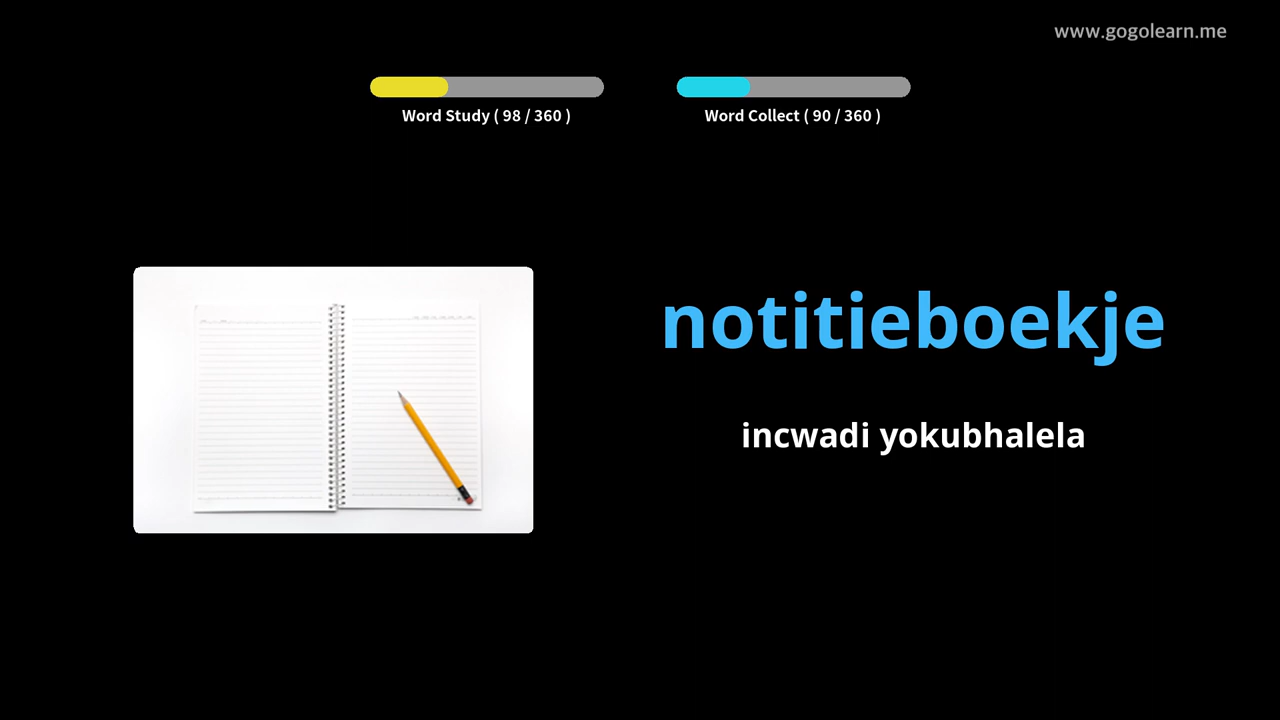 www.gogolearn.me
Word Study ( 98 / 360 )
Word Collect ( 90 / 360 )
notitieboekje
incwadi yokubhalela